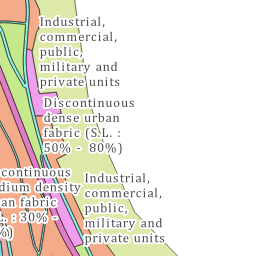 Industrial,
commercial,
public,
military and
private units
Discontinuous
dense urban
fabric (S.L. :
50% - 80%)
continuous
dium density
an fabric
L. : 30% -
%)
Industrial,
commercial,
public,
military and
private units